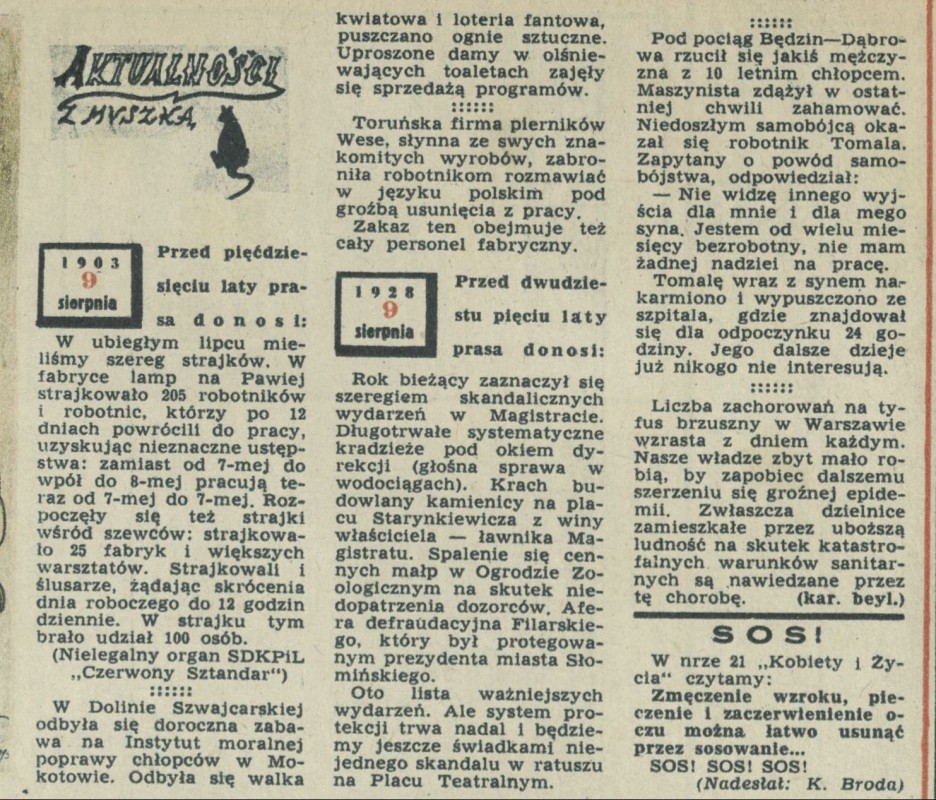 AKTUALNOŚCI
Z MYSZKĄ
1903
9
sierpnia
Przed pięćdzie-
sięciu laty pra-
sa donosi:
W ubiegłym lipcu mie-
liśmy szereg strajków. W
fabryce lamp na Pawiej
strajkowało 205 robotników
i robotnic, którzy po 12
dniach powrócili do pracy,
uzyskując nieznaczne ustęp-
stwa: zamiast od 7-mej do
wpół do 8-mej pracują te-
raz od 7-mej do 7-mej. Roz-
poczęły się też strajki
wśród szewców: strajkowa-
ło 25 fabryk i większych
warsztatów. Strajkowali i
ślusarze, żądając skrócenia
dnia roboczego do 12 godzin
dziennie. W strajku tym
brało udział 100 osób.
(Nielegalny organ SDKPiL
„Czerwony Sztandar")
::::::
W Dolinie Szwajcarskiej
odbyła się doroczna zaba-
wa na Instytut moralnej
poprawy chłopców w Mo-
kotowie. Odbyła się walka
kwiatowa i loteria fantowa,
puszczano ognie sztuczne.
Uproszone damy w olśnie-
wających toaletach zajęły
się sprzedażą programów.
::::::
Toruńska firma pierników
Wese, słynna ze swych zna-
komitych wyrobów, zabro-
niła robotnikom rozmawiać
w języku polskim pod
groźbą usunięcia z pracy.
Zakaz ten obejmuje też
cały personel fabryczny.
1928
9
sierpnia
Przed dwudzie-
stu pięciu laty
prasa donosi:
Rok bieżący zaznaczył się
szeregiem skandalicznych
wydarzeń w Magistracie.
Długotrwałe systematyczne
kradzieże pod okiem dy-
rekcji (głośna sprawa w
wodociągach). Krach bu-
dowlany kamienicy na pla-
cu Starynkiewicza z winy
właściciela — ławnika Ma-
gistratu. Spalenie się cen-
nych małp w Ogrodzie Zo-
ologicznym na skutek nie-
dopatrzenia dozorców. Afe-
ra defraudacyjna Filarskie-
go, który był protegowa-
nym prezydenta miasta Sło-
mińskiego.
Oto lista ważniejszych
wydarzeń. Ale system pro-
tekcji trwa nadal i będzie-
my jeszcze świadkami nie-
jednego skandalu w ratuszu
na Placu Teatralnym.
::::::
Pod pociąg Będzin—Dąbro-
wa rzucił się jakiś mężczy-
zna z 10 letnim chłopcem.
Maszynista zdążył w ostat-
niej chwili zahamować.
Niedoszłym samobójcą oka-
zał się robotnik Tomala.
Zapytany o powód samo-
bójstwa, odpowiedział:
— Nie widzę innego wyj-
ścia dla mnie i dla mego
syna. Jestem od wielu mie-
sięcy bezrobotny, nie mam
żadnej nadziei na pracę.
Tomalę wraz z synem na-
karmiono i wypuszczono ze
szpitala, gdzie znajdował
się dla odpoczynku 24 go-
dziny. Jego dalsze dzieje
już nikogo nie interesują.
::::::
Liczba zachorowań na ty-
fus brzuszny w Warszawie
wzrasta z dniem każdym.
Nasze władze zbyt mało ro-
bią, by zapobiec dalszemu
szerzeniu się groźnej epide-
mii. Zwłaszcza dzielnice
zamieszkałe przez uboższą
ludność na skutek katastro-
falnych warunków sanitar-
nych są nawiedzane przez
tę chorobę. (kar. beyl.)
SOS!
W nrze 21 „Kobiety i Ży-
cia" czytamy:
Zmęczenie wzroku, pie-
czenie i zaczerwienienie o-
czu można łatwo usunąć
przez sosowanie...
SOS! SOS! SOS!
(Nadesłał: K. Broda)